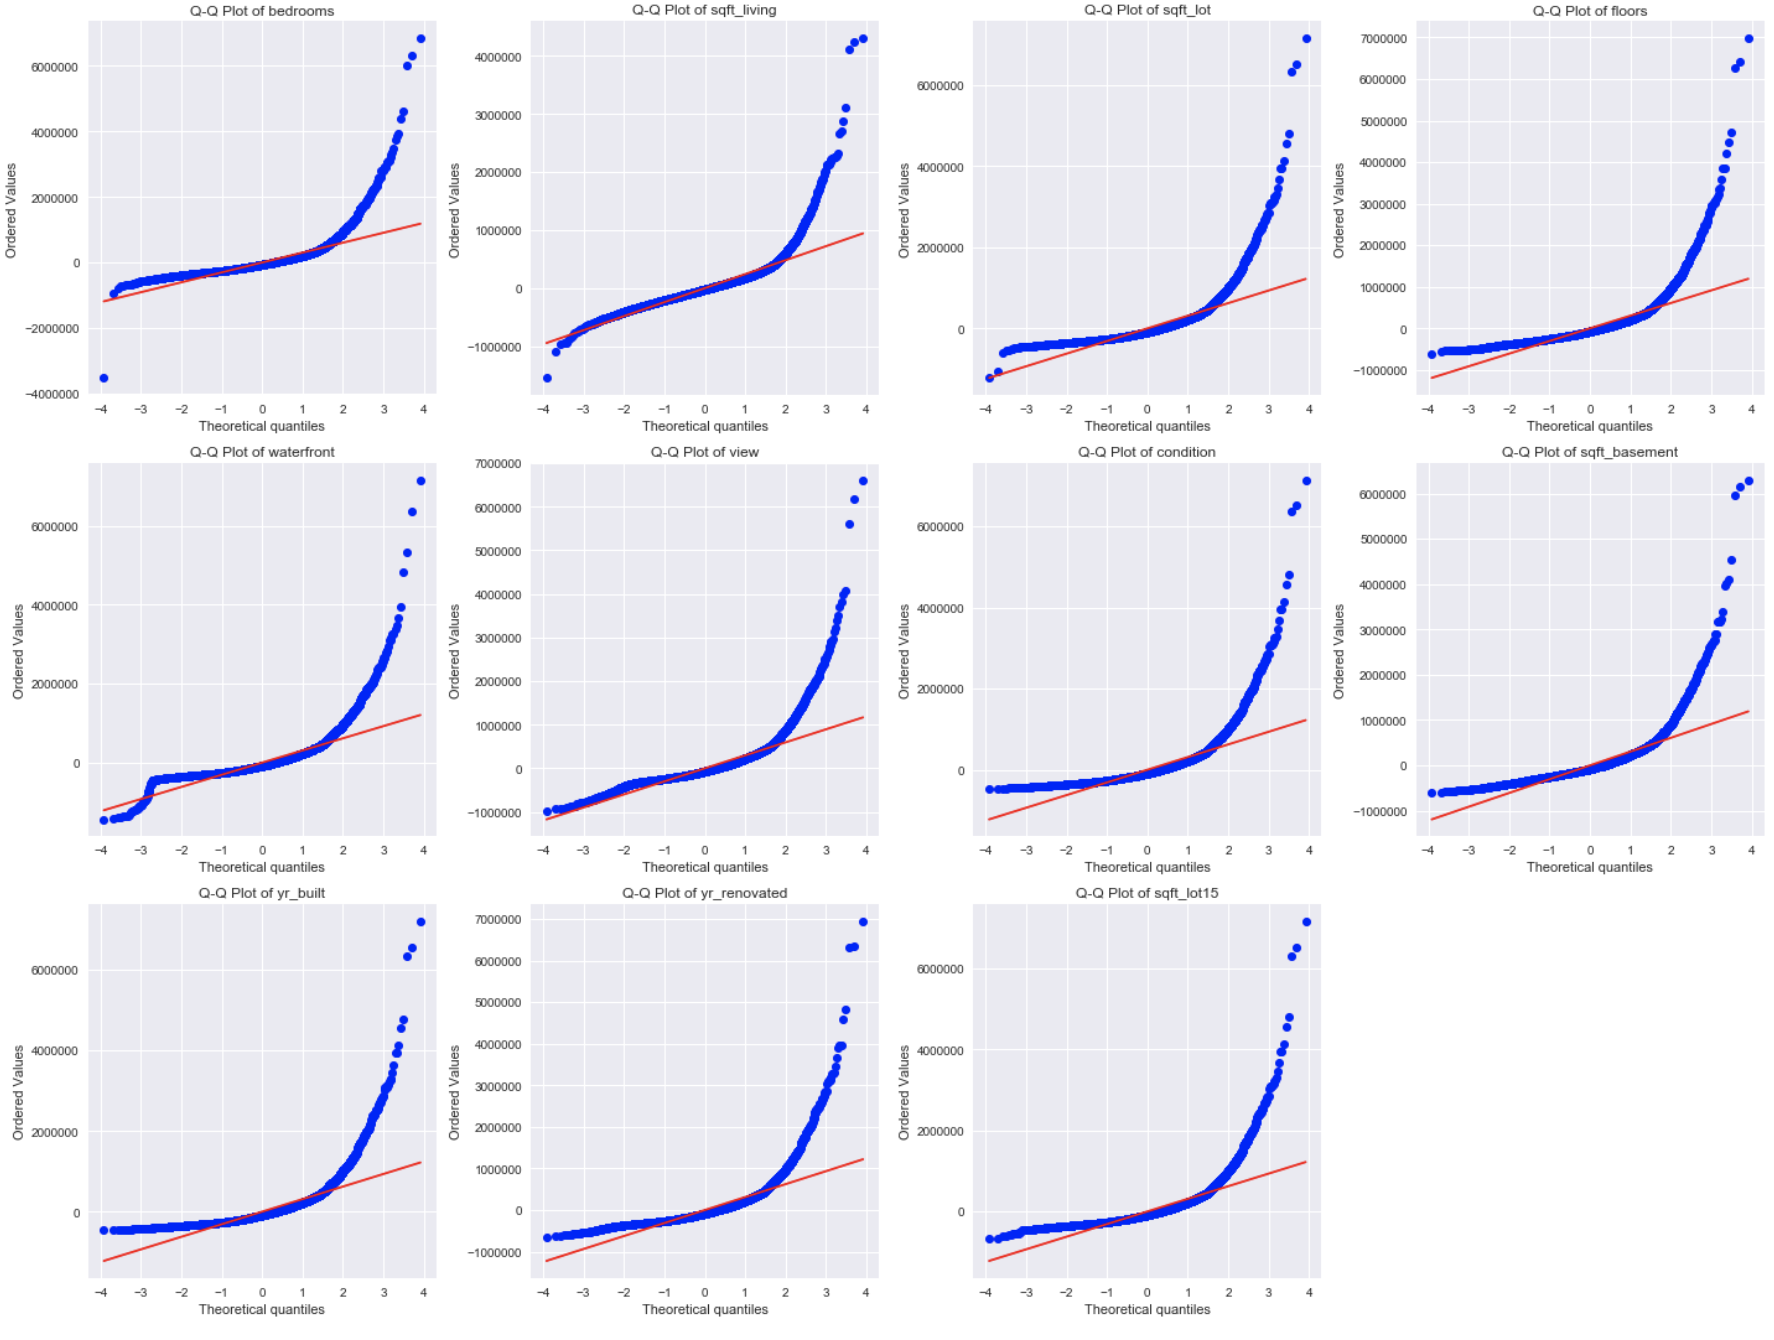 Q-Q Plot of bedrooms
Ordered Values
6000000
4000000
2000000
0
−2000000
−4000000
−4 −3 −2 −1 0 1 2 3 4
Theoretical quantiles
Q-Q Plot of sqft_living
Ordered Values
4000000
3000000
2000000
1000000
0
−1000000
−4 −3 −2 −1 0 1 2 3 4
Theoretical quantiles
Q-Q Plot of sqft_lot
Ordered Values
6000000
4000000
2000000
0
−4 −3 −2 −1 0 1 2 3 4
Theoretical quantiles
Q-Q Plot of floors
Ordered Values
7000000
6000000
5000000
4000000
3000000
2000000
1000000
0
−1000000
−4 −3 −2 −1 0 1 2 3 4
Theoretical quantiles
Q-Q Plot of waterfront
Ordered Values
6000000
4000000
2000000
0
−4 −3 −2 −1 0 1 2 3 4
Theoretical quantiles
Q-Q Plot of view
Ordered Values
7000000
6000000
5000000
4000000
3000000
2000000
1000000
0
−1000000
−4 −3 −2 −1 0 1 2 3 4
Theoretical quantiles
Q-Q Plot of condition
Ordered Values
6000000
4000000
2000000
0
−4 −3 −2 −1 0 1 2 3 4
Theoretical quantiles
Q-Q Plot of sqft_basement
Ordered Values
6000000
5000000
4000000
3000000
2000000
1000000
0
−1000000
−4 −3 −2 −1 0 1 2 3 4
Theoretical quantiles
Q-Q Plot of yr_built
Ordered Values
6000000
4000000
2000000
0
−4 −3 −2 −1 0 1 2 3 4
Theoretical quantiles
Q-Q Plot of yr_renovated
Ordered Values
7000000
6000000
5000000
4000000
3000000
2000000
1000000
0
−1000000
−4 −3 −2 −1 0 1 2 3 4
Theoretical quantiles
Q-Q Plot of sqft_lot15
Ordered Values
6000000
4000000
2000000
0
−4 −3 −2 −1 0 1 2 3 4
Theoretical quantiles